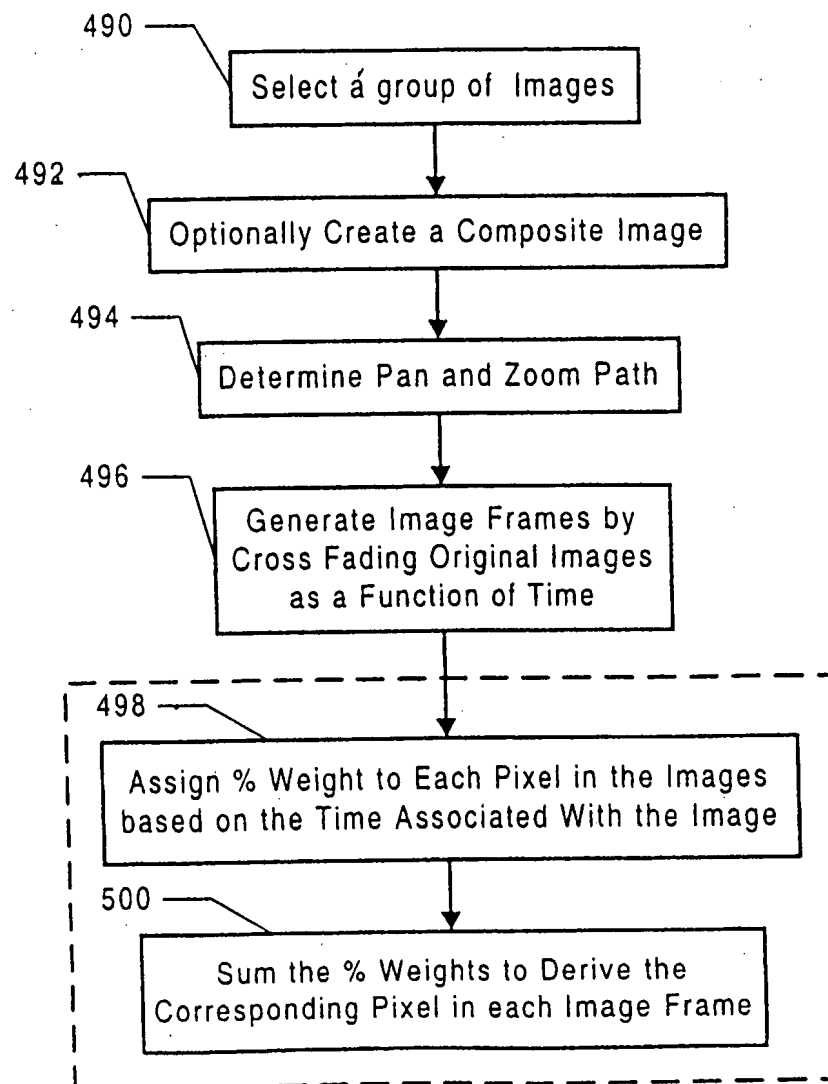 490
Select a group of Images
492
Optionally Create a Composite Image
494
Determine Pan and Zoom Path
496
Generate Image Frames by
Cross Fading Original Images
as a Function of Time
498
Assign % Weight to Each Pixel in the Images
based on the Time Associated With the Image
500
Sum the % Weights to Derive the
Corresponding Pixel in each Image Frame